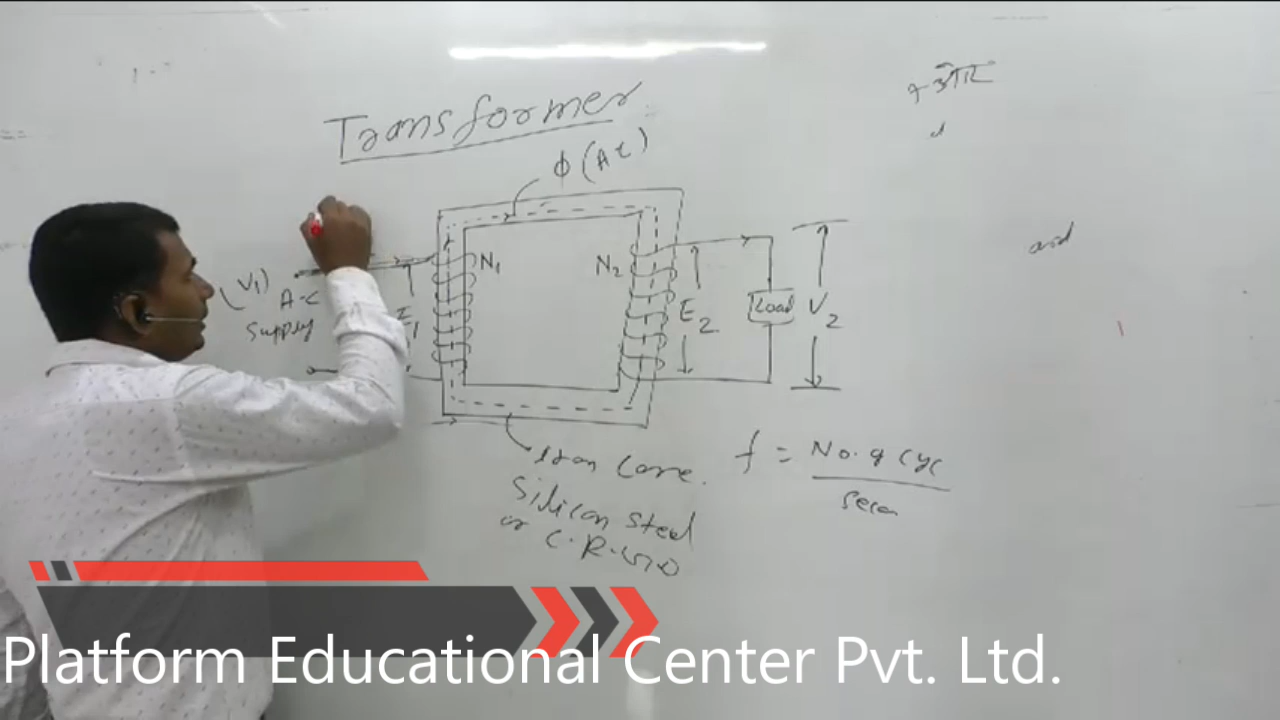 Transformer
Φ (At)
(V1)
A-C
Supply
E1
N1
N2
E2
Load
V2
Iron Core.
Silicon Steel
or C.R.G.O
f = No. of cyc
Platform Educational Center Pvt. Ltd.